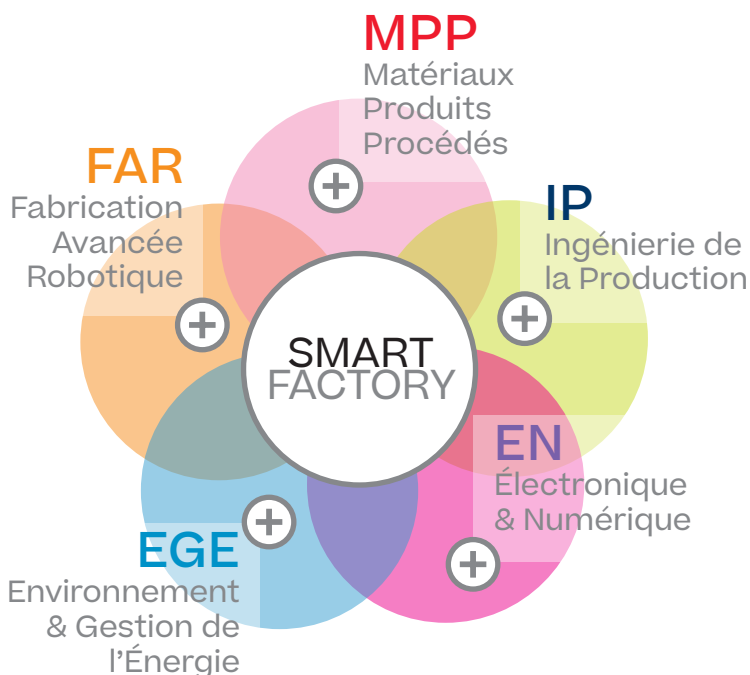 MPP
Matériaux
Produits
Procédés
FAR
Fabrication
Avancée
Robotique
IP
Ingénierie de
la Production
SMART
FACTORY
EN
Électronique
& Numérique
EGE
Environnement
& Gestion de
l’Énergie